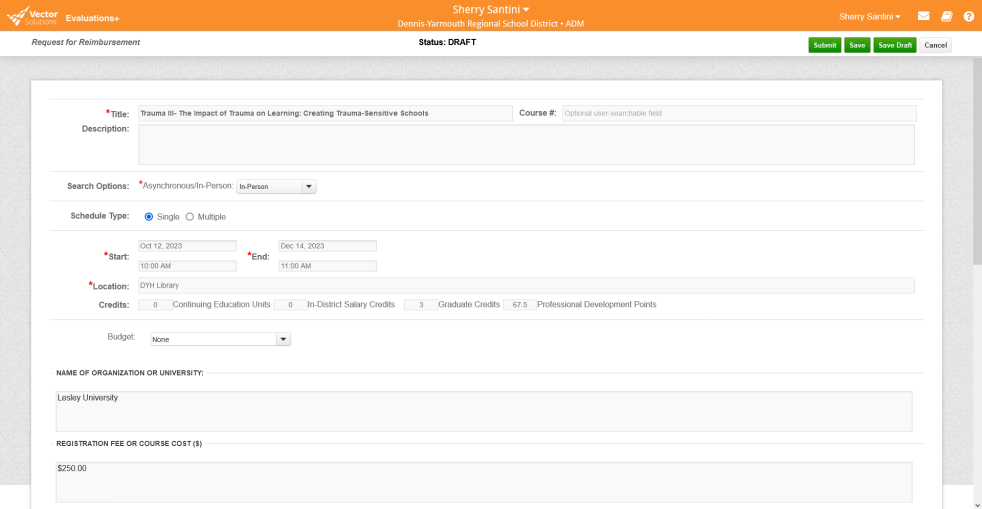 Vector Solutions Evaluations+
Sherry Santini
Dennis-Yarmouth Regional School District • ADM
Sherry Santini
Request for Reimbursement
Status: DRAFT
Submit Save Save Draft Cancel
*Title: Trauma III- The Impact of Trauma on Learning: Creating Trauma-Sensitive Schools Course #: Optional user-searchable field
Description:
Search Options: *Asynchronous/In-Person: In-Person
Schedule Type: Single Multiple
*Start: Oct 12, 2023 10:00 AM *End: Dec 14, 2023 11:00 AM
*Location: DYH Library
Credits: 0 Continuing Education Units 0 In-District Salary Credits 3 Graduate Credits 67.5 Professional Development Points
Budget: None
NAME OF ORGANIZATION OR UNIVERSITY:
Lesley University
REGISTRATION FEE OR COURSE COST ($)
$250.00